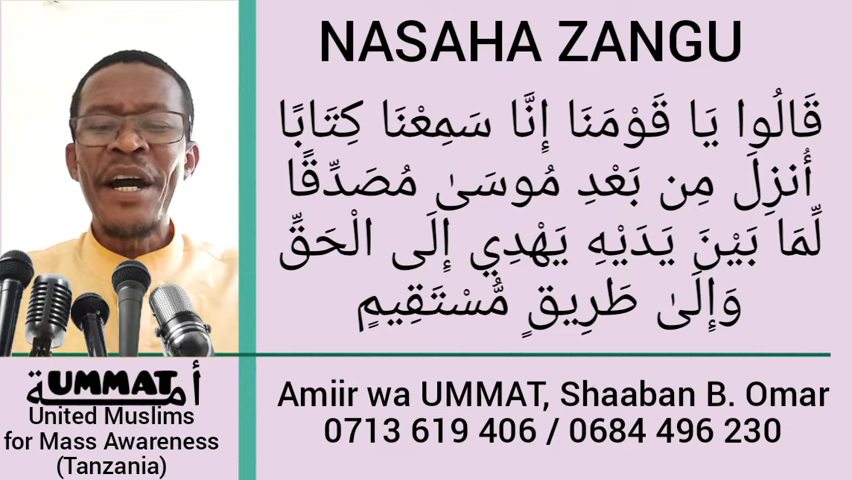 NASAHA ZANGU
قَالُوا يَا قَوْمَنَا إِنَّا سَمِعْنَا كِتَابًا
أُنزِلَ مِن بَعْدِ مُوسَىٰ مُصَدِّقًا
لِّمَا بَيْنَ يَدَيْهِ يَهْدِي إِلَى الْحَقِّ
وَإِلَىٰ طَرِيقٍ مُّسْتَقِيمٍ
أمة UMMAT
United Muslims
for Mass Awareness
(Tanzania)
Amiir wa UMMAT, Shaaban B. Omar
0713 619 406 / 0684 496 230